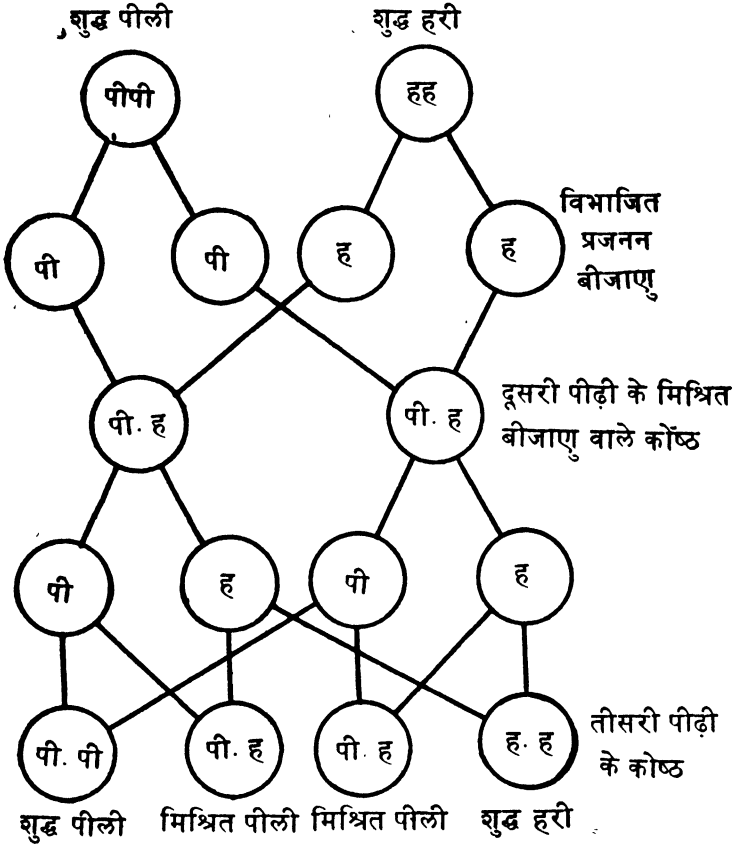 शुद्ध पीली
शुद्ध हरी
पीपी
हह
पी
पी
ह
ह
विभाजित
प्रजनन
बीजाणु
पी. ह
पी. ह
दूसरी पीढ़ी के मिश्रित
बीजाणु वाले कोंष्ठ
पी
ह
पी
ह
पी. पी
पी. ह
पी. ह
ह. ह
तीसरी पीढ़ी
के कोष्ठ
शुद्ध पीली
मिश्रित पीली
मिश्रित पीली
शुद्ध हरी